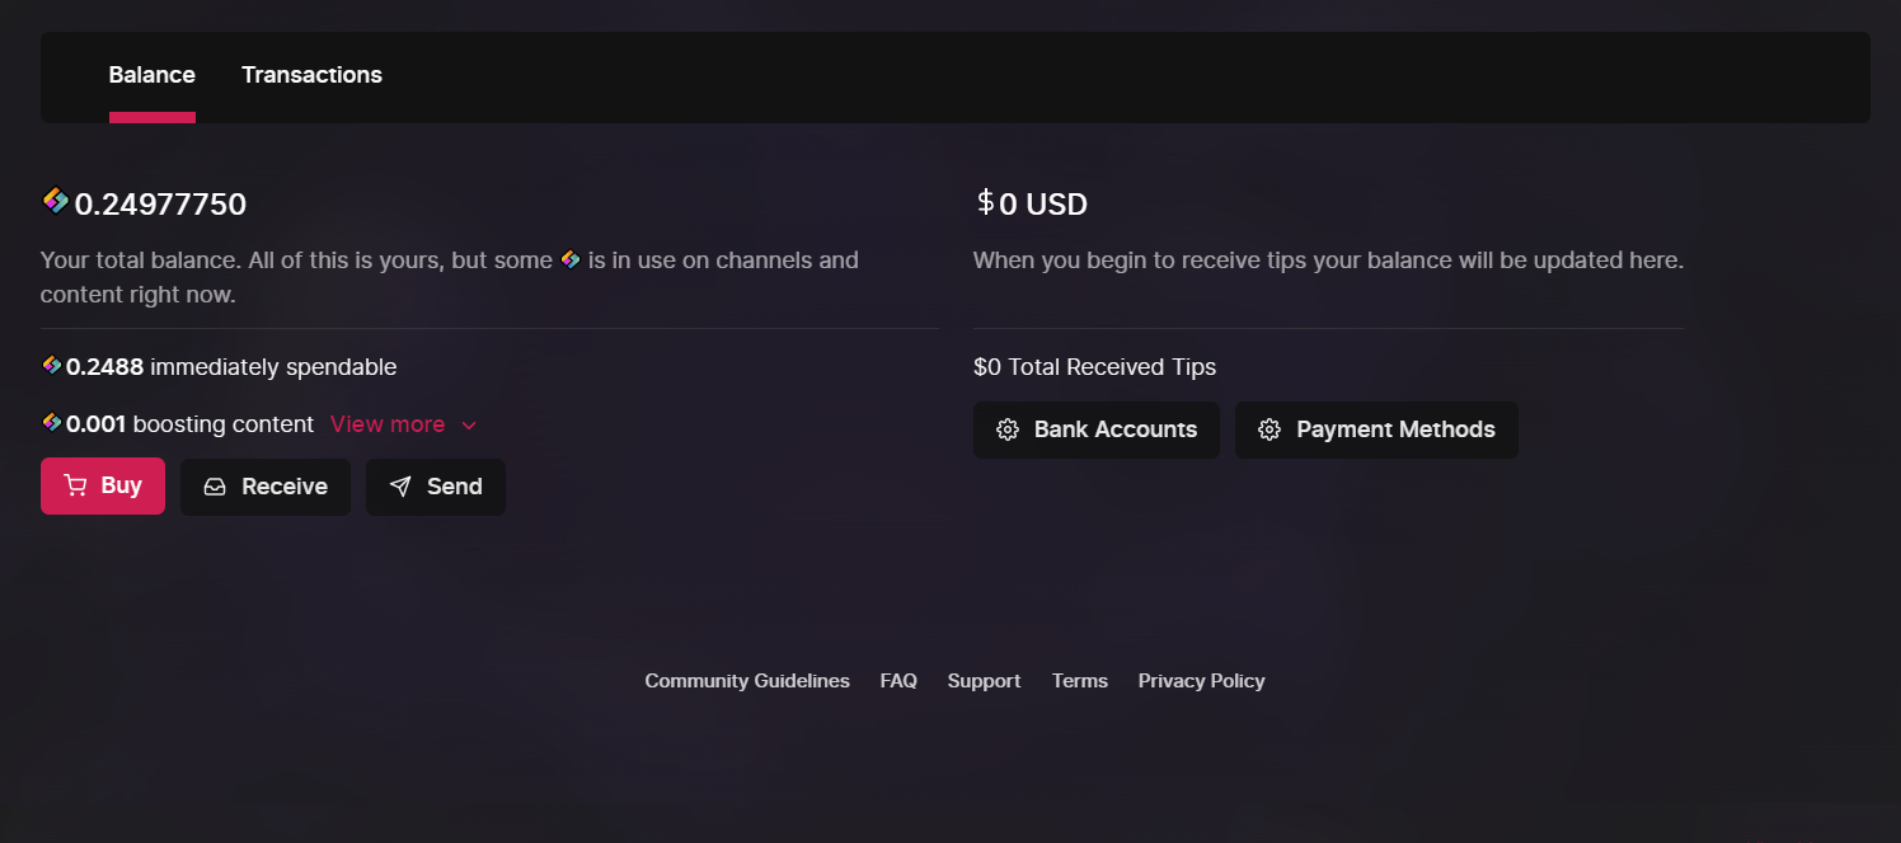 Balance Transactions
0.24977750
Your total balance. All of this is yours, but some is in use on channels and
content right now.
0.2488 immediately spendable
0.001 boosting content View more
Buy Receive Send
$0 USD
When you begin to receive tips your balance will be updated here.
$0 Total Received Tips
Bank Accounts Payment Methods
Community Guidelines FAQ Support Terms Privacy Policy